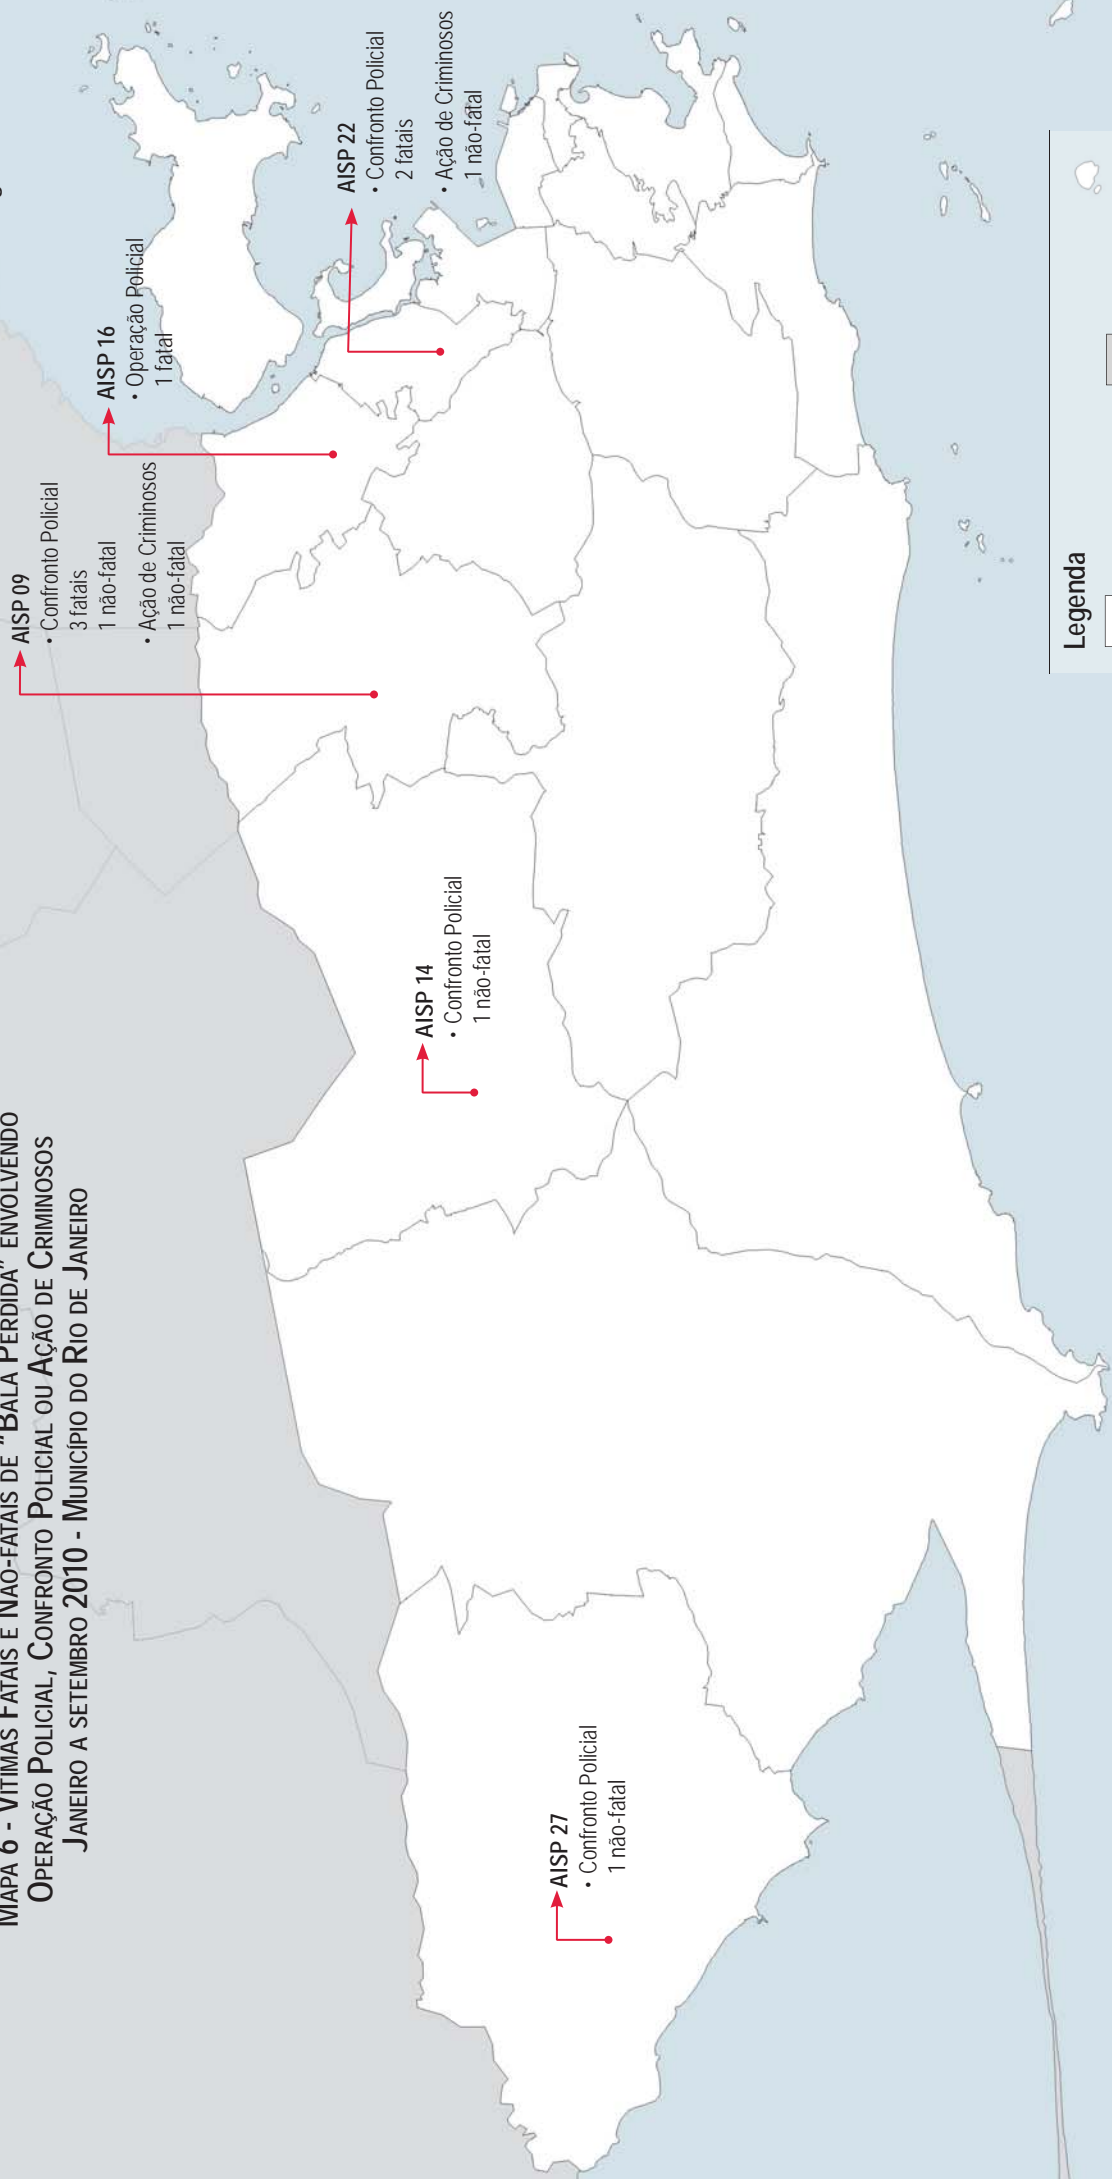 MAPA 6 - VÍTIMAS FATAIS E NÃO-FATAIS DE "BALA PERDIDA" ENVOLVENDO
OPERAÇÃO POLICIAL, CONFRONTO POLICIAL OU AÇÃO DE CRIMINOSOS
JANEIRO A SETEMBRO 2010 - MUNICÍPIO DO RIO DE JANEIRO
AISP 09
• Confronto Policial
3 fatais
1 não-fatal
• Ação de Criminosos
1 não-fatal
AISP 16
• Operação Policial
1 fatal
AISP 22
• Confronto Policial
2 fatais
• Ação de Criminosos
1 não-fatal
AISP 14
• Confronto Policial
1 não-fatal
AISP 27
• Confronto Policial
1 não-fatal
Legenda